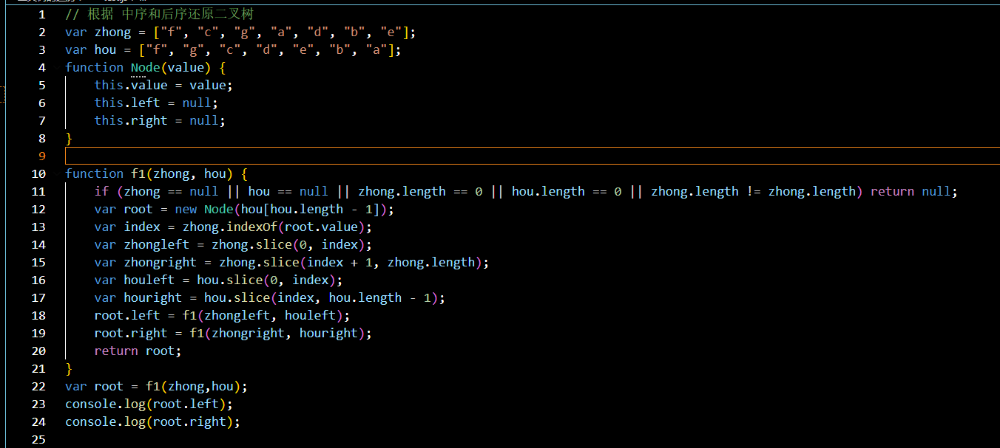 1 // 根据 中序和后序还原二叉树
2 var zhong = ["f", "c", "g", "a", "d", "b", "e"];
3 var hou = ["f", "g", "c", "d", "e", "b", "a"];
4 function Node(value) {
5     this.value = value;
6     this.left = null;
7     this.right = null;
8 }
9
10 function f1(zhong, hou) {
11     if (zhong == null || hou == null || zhong.length == 0 || hou.length == 0 || zhong.length != zhong.length) return null;
12     var root = new Node(hou[hou.length - 1]);
13     var index = zhong.indexOf(root.value);
14     var zhongleft = zhong.slice(0, index);
15     var zhongright = zhong.slice(index + 1, zhong.length);
16     var houleft = hou.slice(0, index);
17     var houright = hou.slice(index, hou.length - 1);
18     root.left = f1(zhongleft, houleft);
19     root.right = f1(zhongright, houright);
20     return root;
21 }
22 var root = f1(zhong,hou);
23 console.log(root.left);
24 console.log(root.right);
25